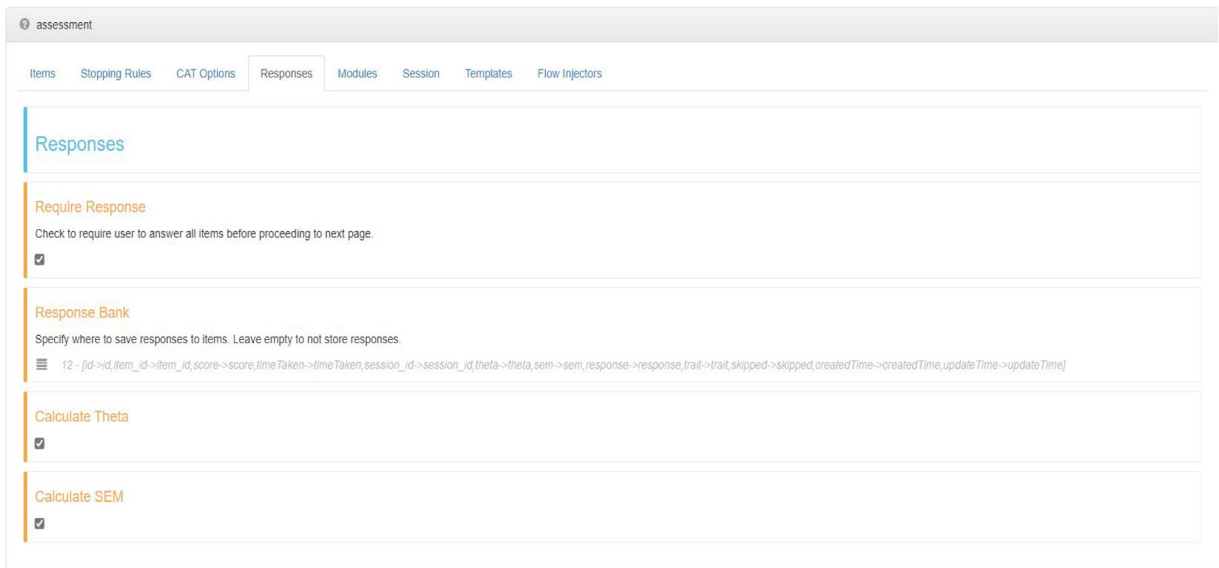 assessment
Items Stopping Rules CAT Options Responses Modules Session Templates Flow Injectors
Responses
Require Response
Check to require user to answer all items before proceeding to next page.
Response Bank
Specify where to save responses to items. Leave empty to not store responses.
12 - [id->id,item_id->item_id,score->score,timeTaken->timeTaken,session_id->session_id,theta->theta,sem->sem,response->response,trait->trait,skipped->skipped,createdTime->createdTime,updateTime->updateTime]
Calculate Theta
Calculate SEM